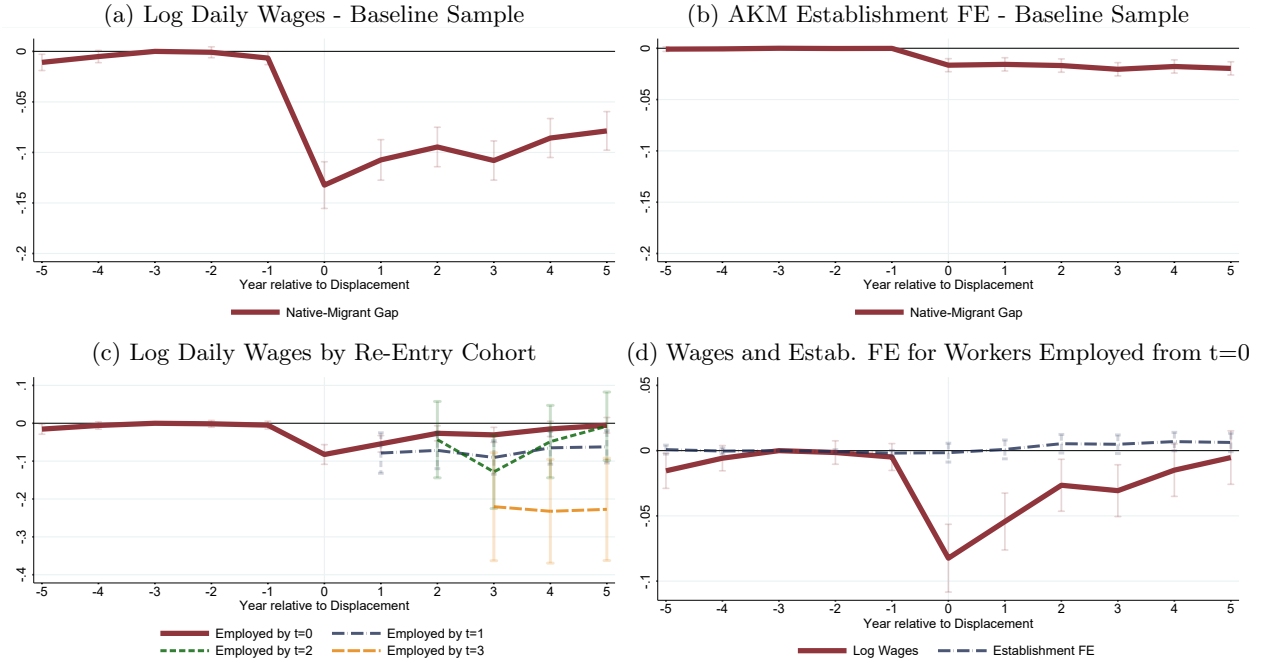 (a) Log Daily Wages - Baseline Sample
0
-.05
-.1
-.15
-.2
-5 -4 -3 -2 -1 0 1 2 3 4 5
Year relative to Displacement
Native-Migrant Gap
(b) AKM Establishment FE - Baseline Sample
0
-.05
-.1
-.15
-.2
-5 -4 -3 -2 -1 0 1 2 3 4 5
Year relative to Displacement
Native-Migrant Gap
(c) Log Daily Wages by Re-Entry Cohort
.1
0
-.1
-.2
-.3
-.4
-5 -4 -3 -2 -1 0 1 2 3 4 5
Year relative to Displacement
Employed by t=0 Employed by t=1
Employed by t=2 Employed by t=3
(d) Wages and Estab. FE for Workers Employed from t=0
.05
0
-.05
-.1
-5 -4 -3 -2 -1 0 1 2 3 4 5
Year relative to Displacement
Log Wages Establishment FE